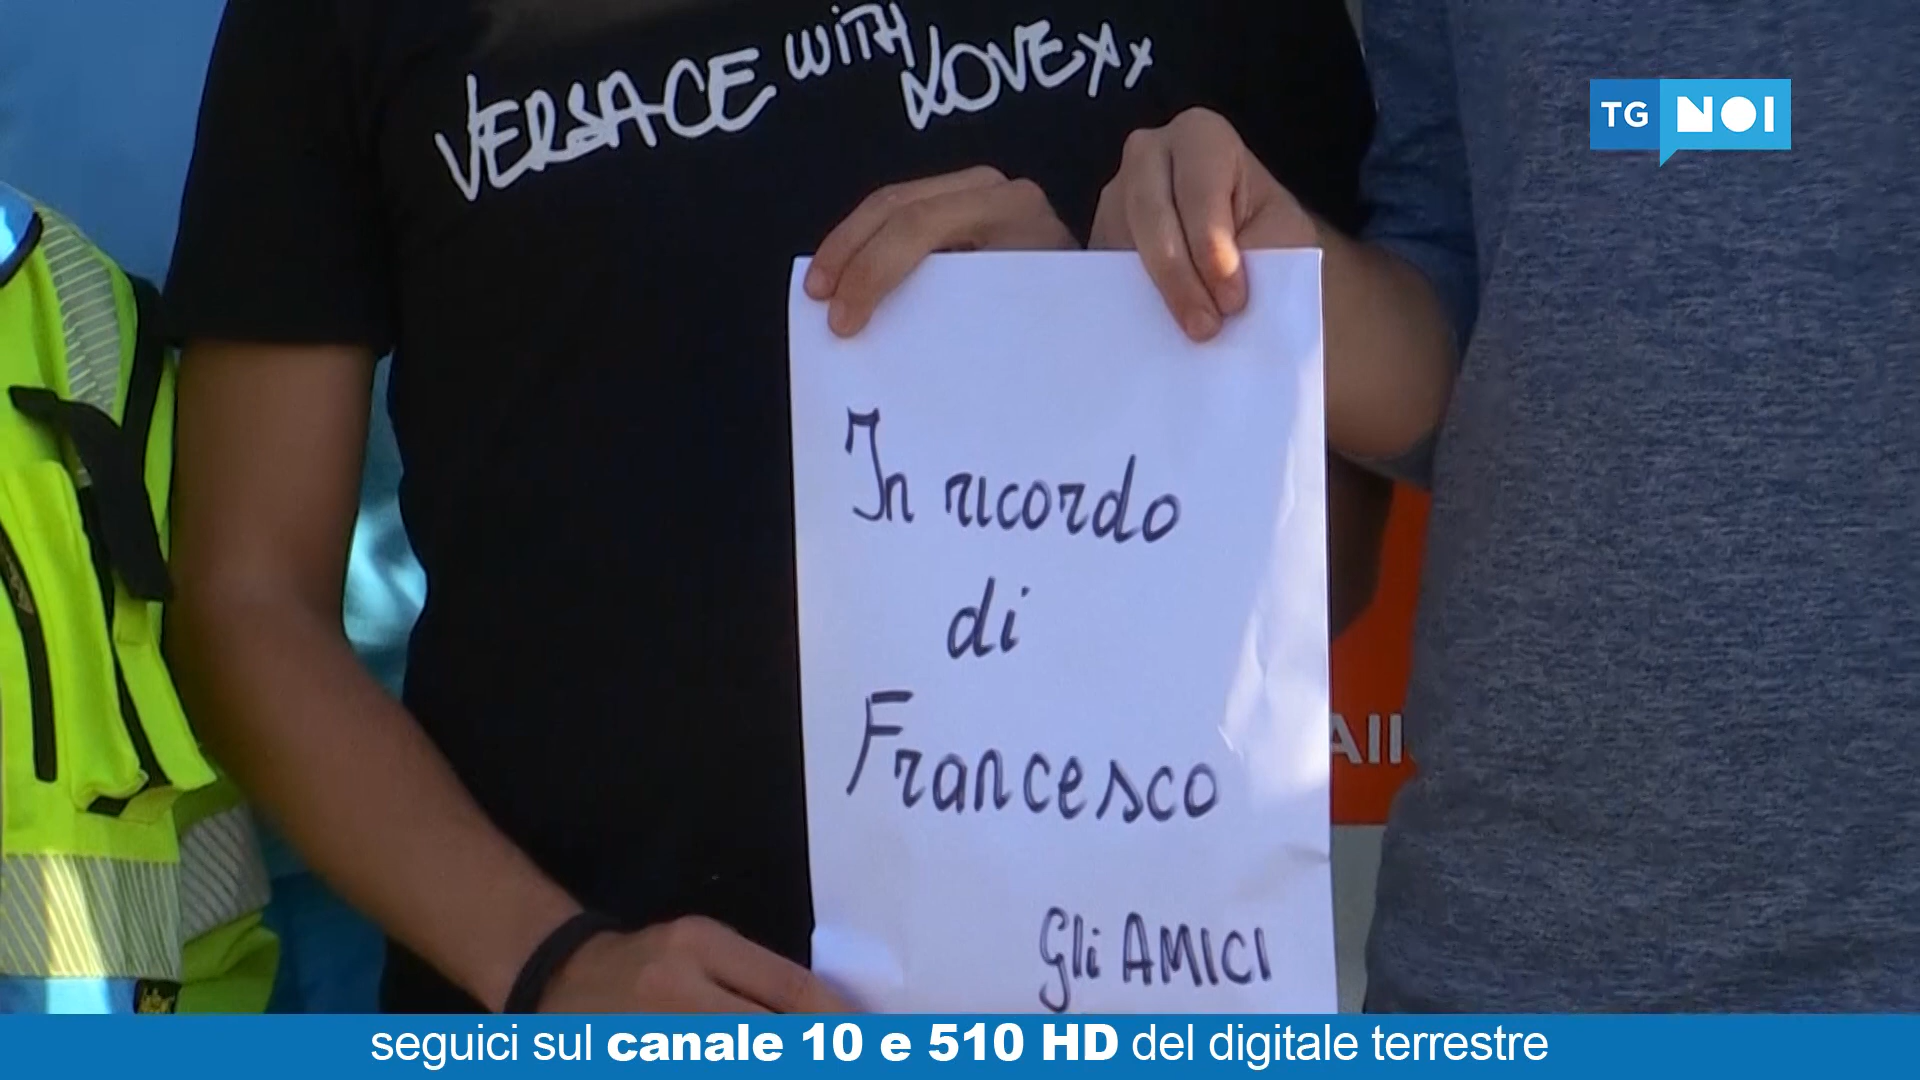 VERSACE WITH LOVE xx
TG NOI
In ricordo
di
Francesco
Gli AMICI
seguici sul canale 10 e 510 HD del digitale terrestre